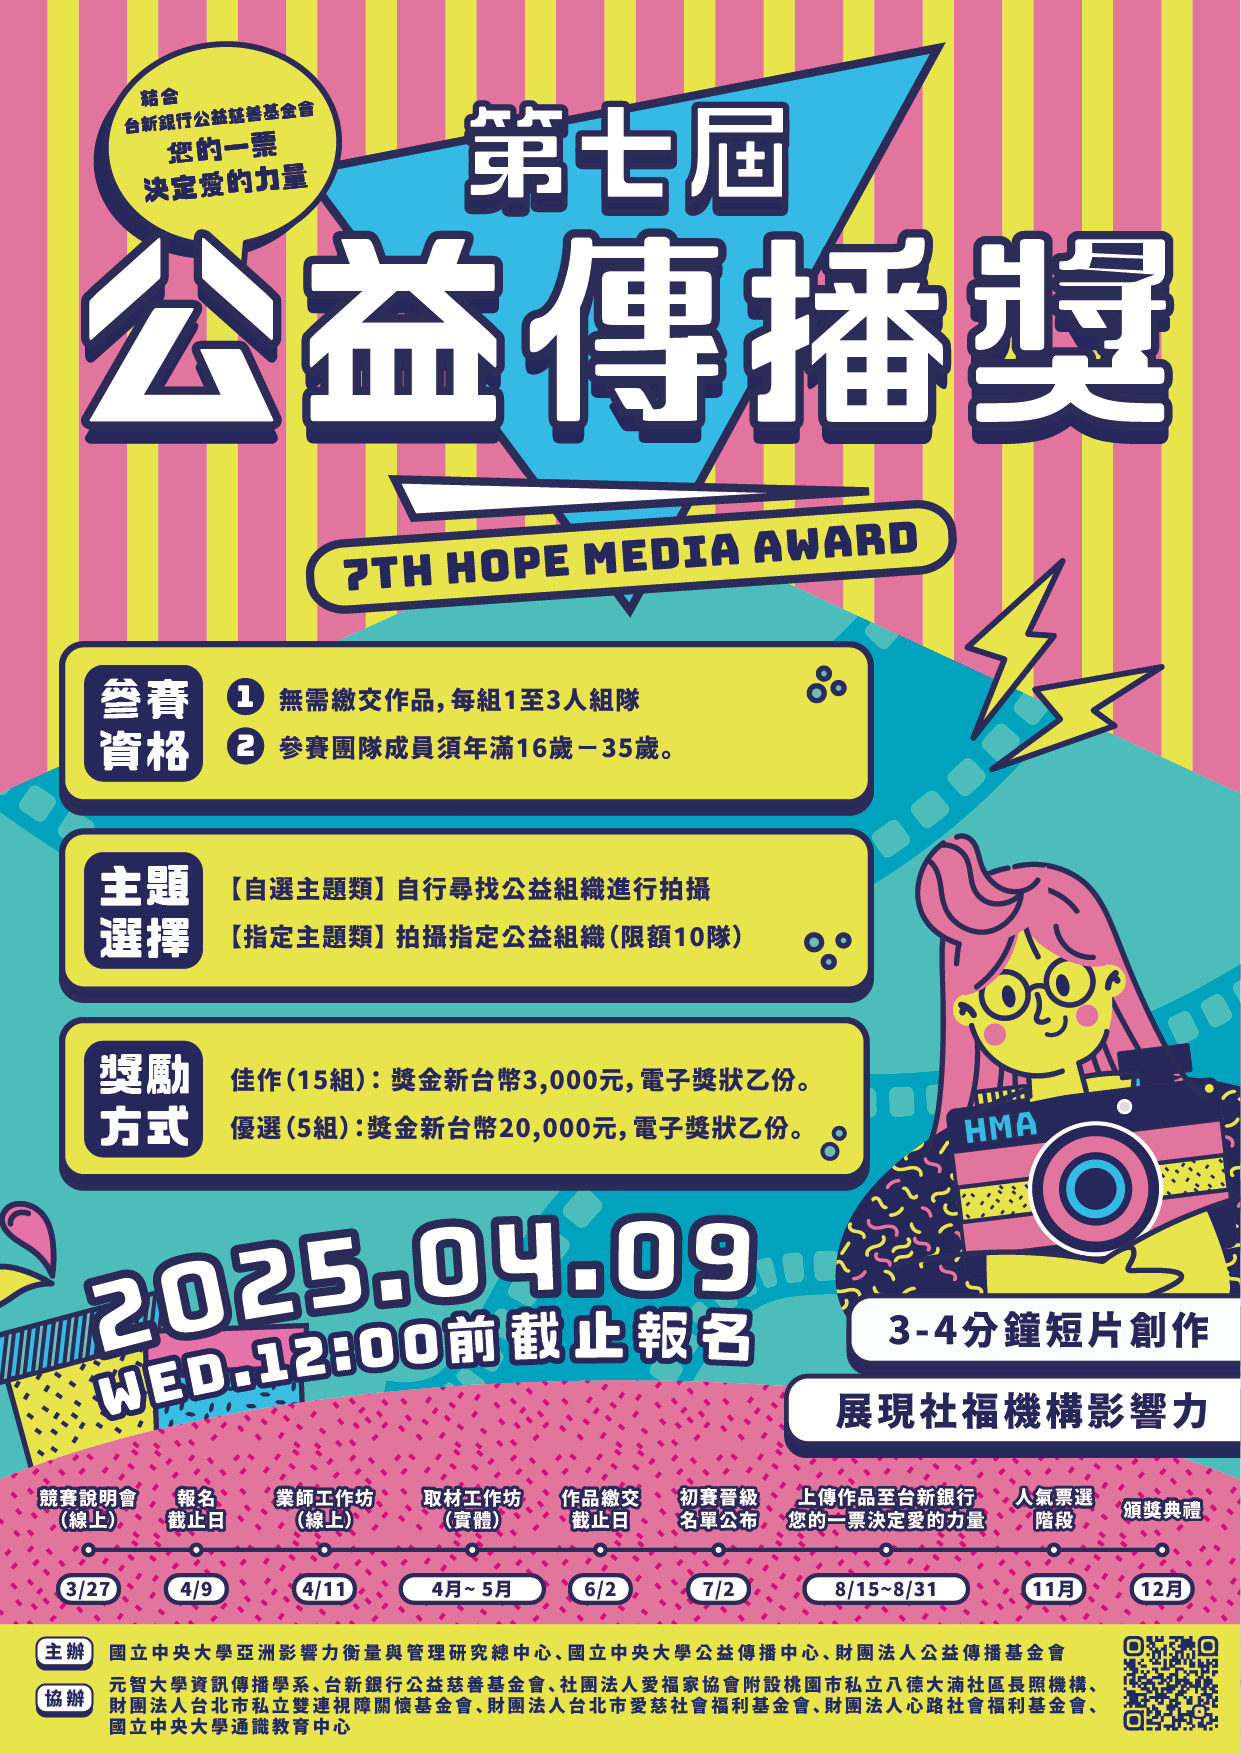 結合
台新銀行公益慈善基金會
您的一票
決定愛的力量
第七屆
公益傳播獎
7TH HOPE MEDIA AWARD
參賽
資格
1 無需繳交作品，每組1至3人組隊
2 參賽團隊成員須年滿16歲－35歲。
主題
選擇
【自選主題類】自行尋找公益組織進行拍攝
【指定主題類】拍攝指定公益組織（限額10隊）
獎勵
方式
佳作（15組）：獎金新台幣3,000元，電子獎狀乙份。
優選（5組）：獎金新台幣20,000元，電子獎狀乙份。
HMA
2025.04.09
WED.12:00前截止報名
3-4分鐘短片創作
展現社福機構影響力
競賽說明會
（線上）
3/27
報名
截止日
4/9
業師工作坊
（線上）
4/11
取材工作坊
（實體）
4月~5月
作品繳交
截止日
6/2
初賽晉級
名單公布
7/2
上傳作品至台新銀行
您的一票決定愛的力量
8/15~8/31
人氣票選
階段
11月
頒獎典禮
12月
主辦 國立中央大學亞洲影響力衡量與管理研究總中心、國立中央大學公益傳播中心、財團法人公益傳播基金會
協辦 元智大學資訊傳播學系、台新銀行公益慈善基金會、社團法人愛福家協會附設桃園市私立八德大湳社區長照機構、
財團法人台北市私立雙連視障關懷基金會、財團法人台北市愛慈社會福利基金會、財團法人心路社會福利基金會、
國立中央大學通識教育中心